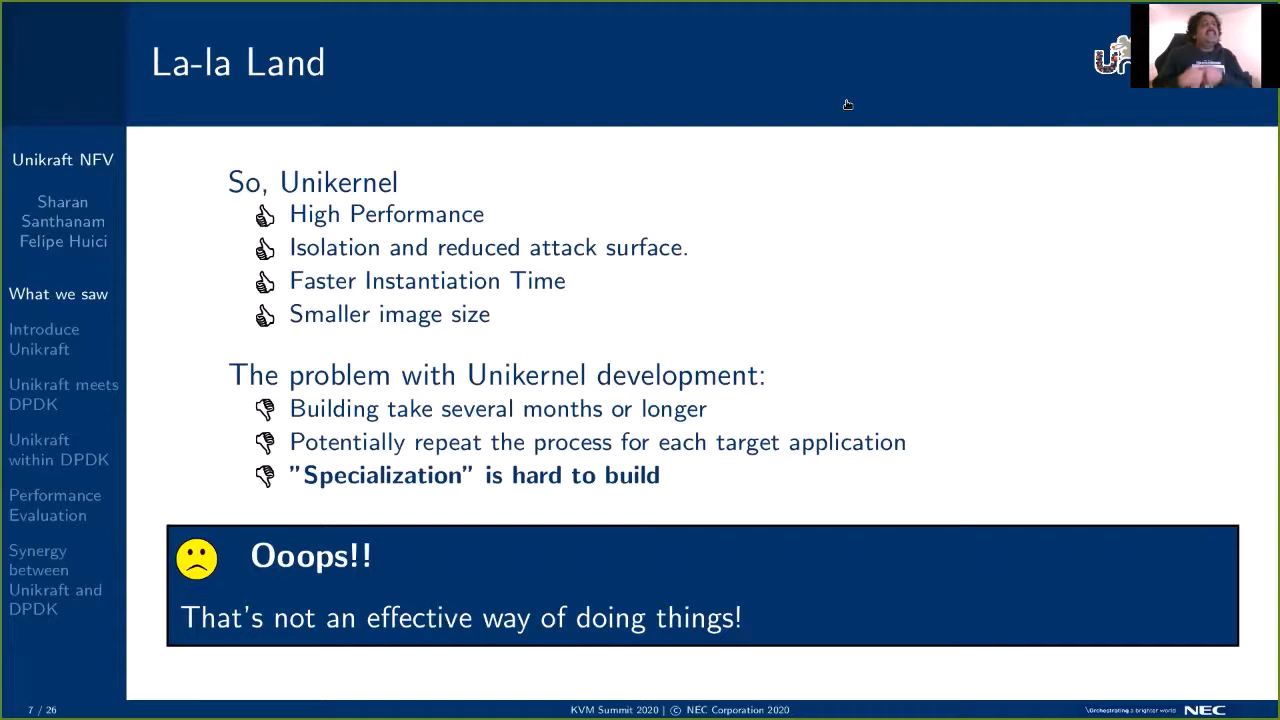 La-la Land
Unikraft NFV
Sharan
Santhanam
Felipe Huici
What we saw
Introduce
Unikraft
Unikraft meets
DPDK
Unikraft
within DPDK
Performance
Evaluation
Synergy
between
Unikraft and
DPDK
So, Unikernel
High Performance
Isolation and reduced attack surface.
Faster Instantiation Time
Smaller image size
The problem with Unikernel development:
Building take several months or longer
Potentially repeat the process for each target application
”Specialization” is hard to build
Ooops!!
That's not an effective way of doing things!
7 / 26
KVM Summit 2020 | © NEC Corporation 2020
\Orchestrating a brighter world NEC